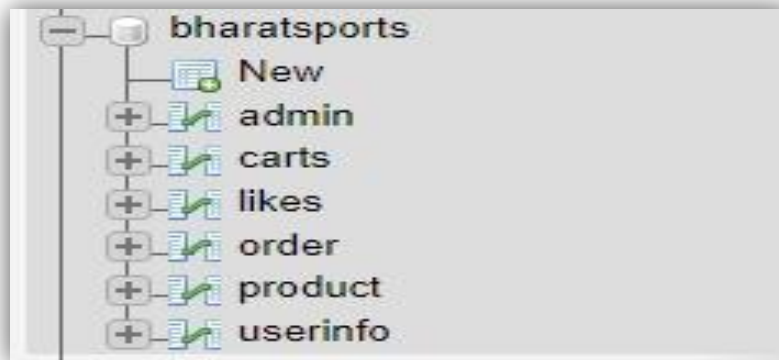 bharatsports
New
admin
carts
likes
order
product
userinfo